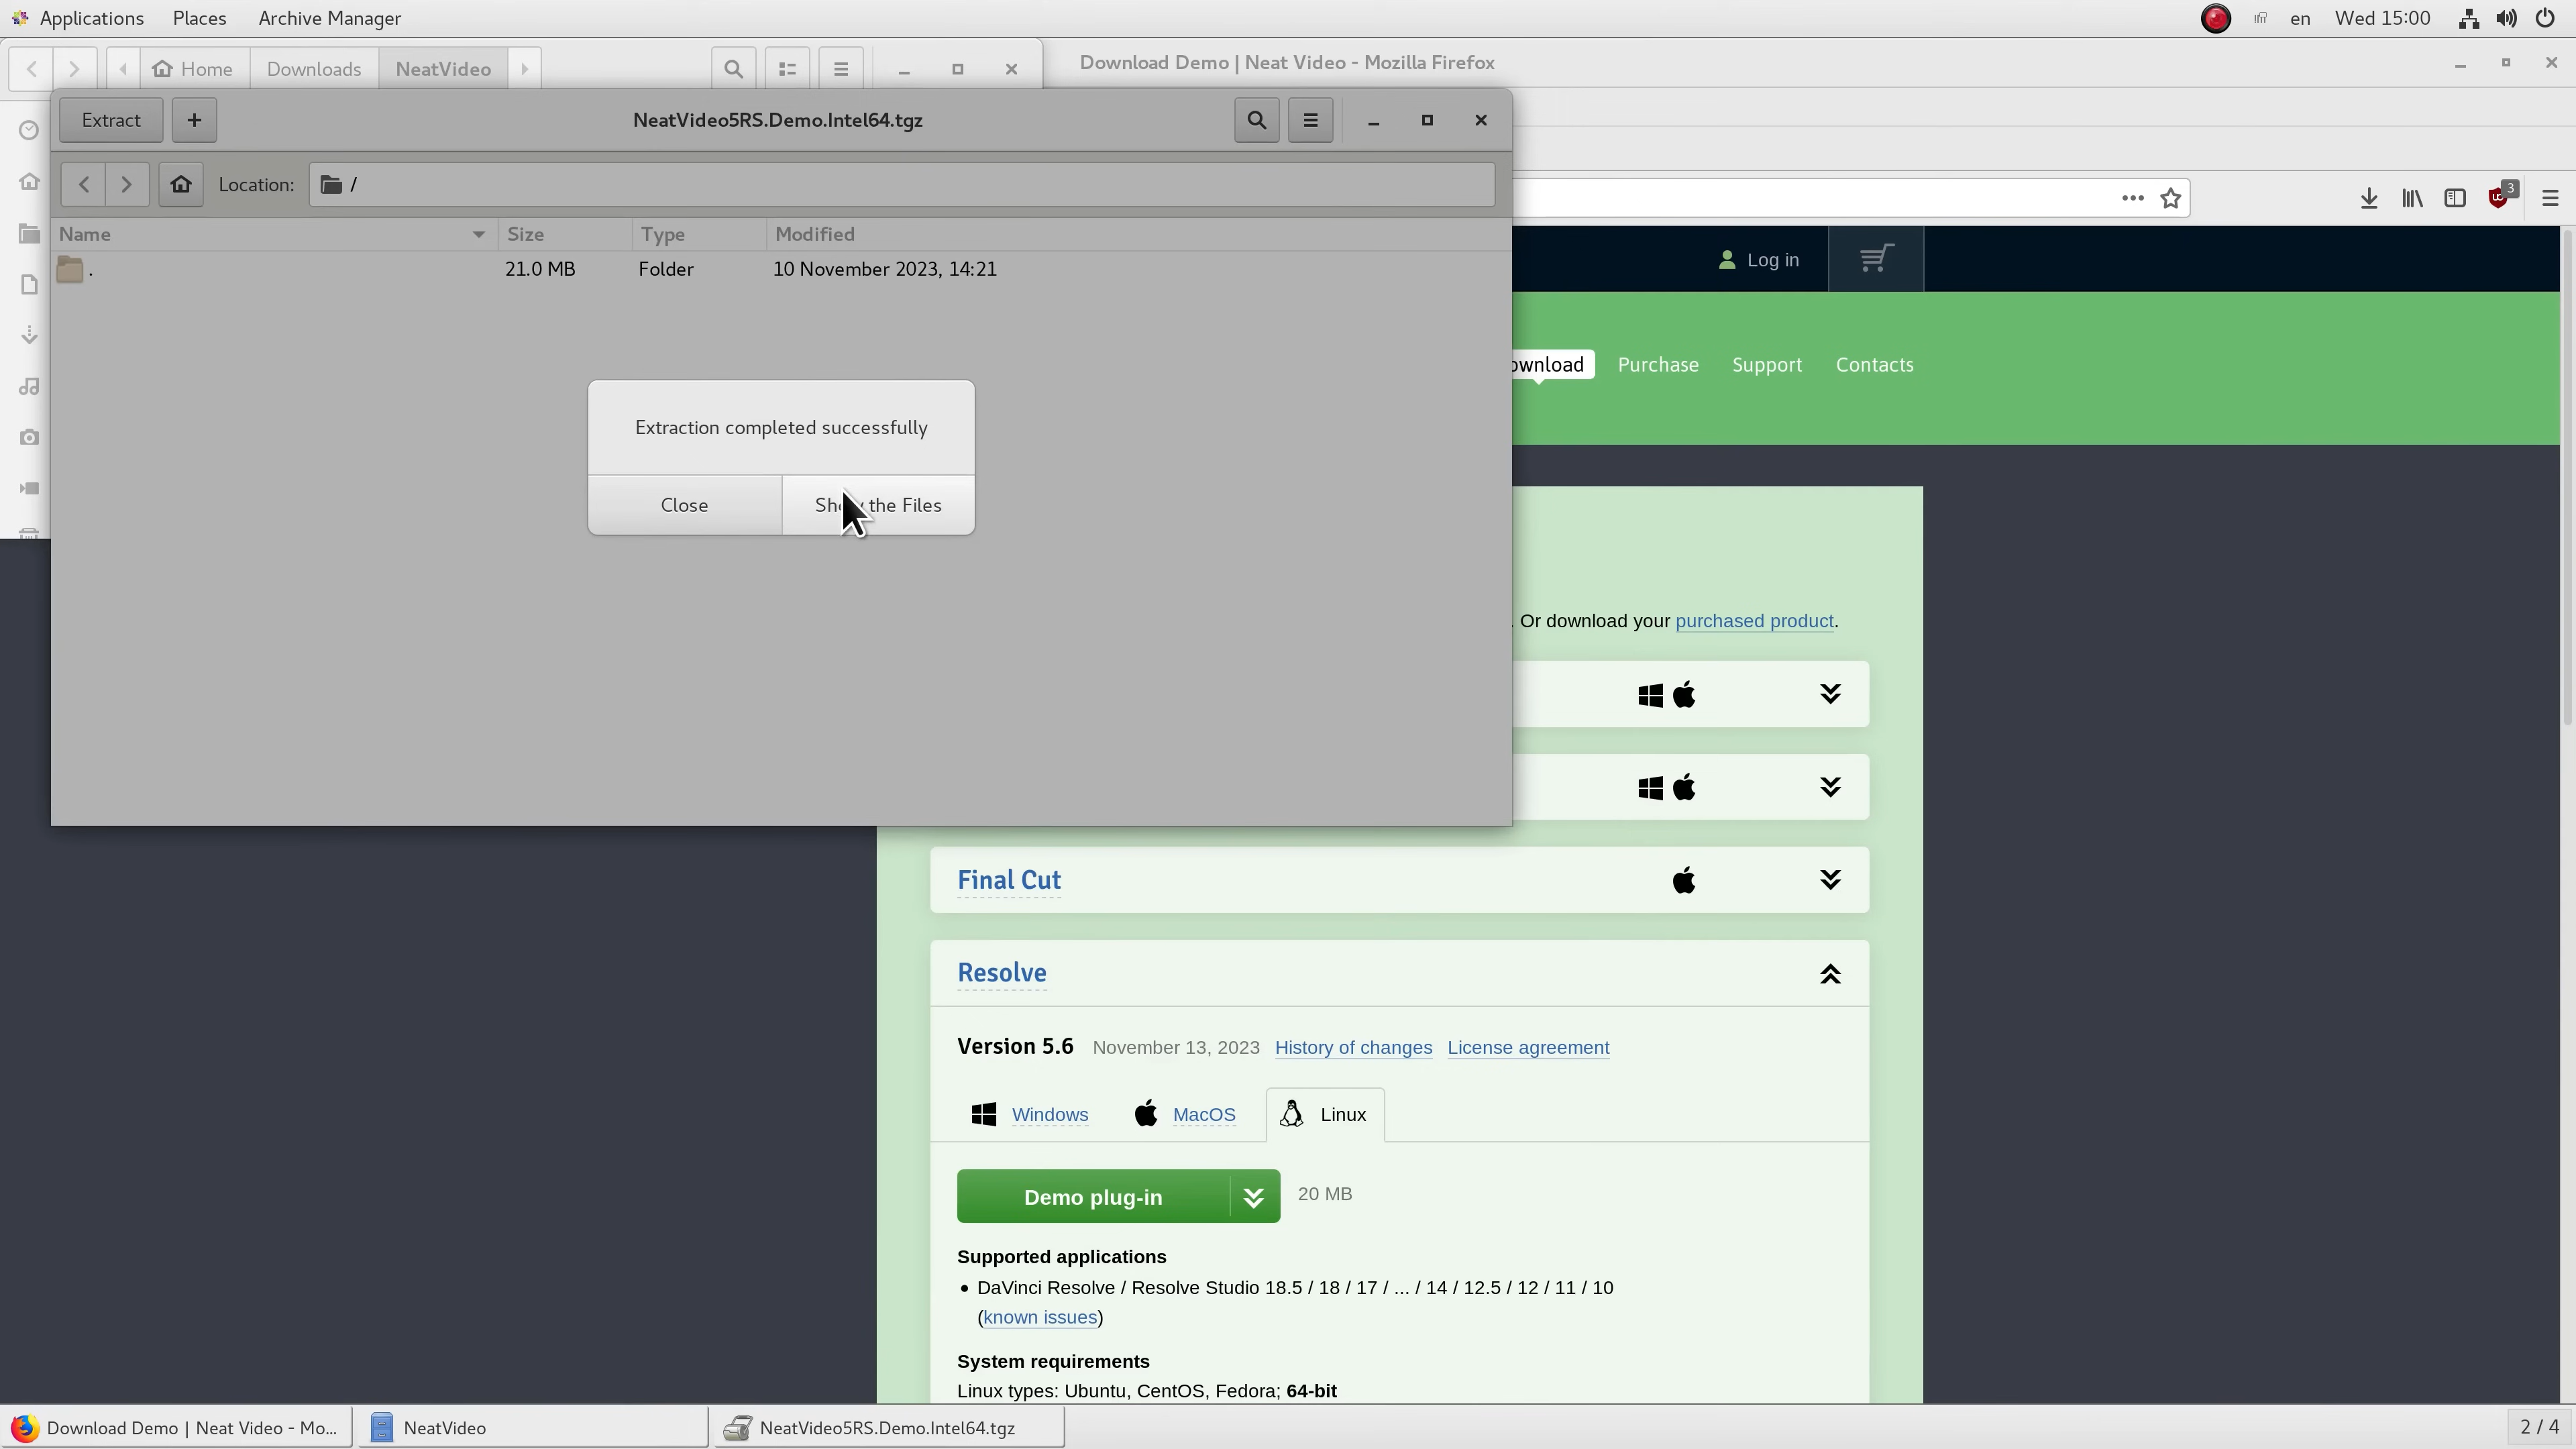 Applications Places Archive Manager en Wed 15:00
Home Downloads NeatVideo
Download Demo | Neat Video - Mozilla Firefox
Extract + NeatVideo5RS.Demo.Intel64.tgz
Location: /
3
Name Size Type Modified
. 21.0 MB Folder 10 November 2023, 14:21
Log in
ownload Purchase Support Contacts
Extraction completed successfully
Close Show the Files
. Or download your purchased product.
Final Cut
Resolve
Version 5.6 November 13, 2023 History of changes License agreement
Windows MacOS Linux
Demo plug-in 20 MB
Supported applications
• DaVinci Resolve / Resolve Studio 18.5 / 18 / 17 / ... / 14 / 12.5 / 12 / 11 / 10
(known issues)
System requirements
Linux types: Ubuntu, CentOS, Fedora; 64-bit
Download Demo | Neat Video - Mo... NeatVideo NeatVideo5RS.Demo.Intel64.tgz 2 / 4